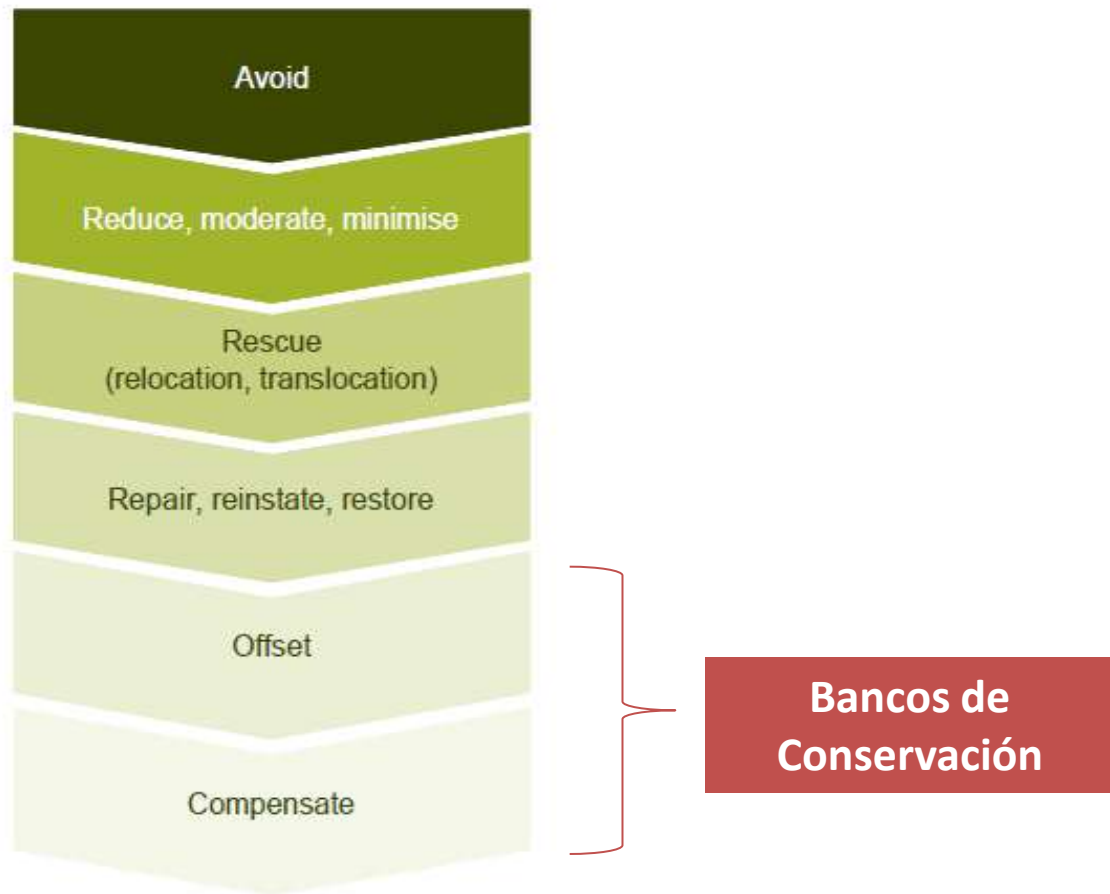 Avoid
Reduce, moderate, minimise
Rescue
(relocation, translocation)
Repair, reinstate, restore
Offset
Compensate
Bancos de
Conservación